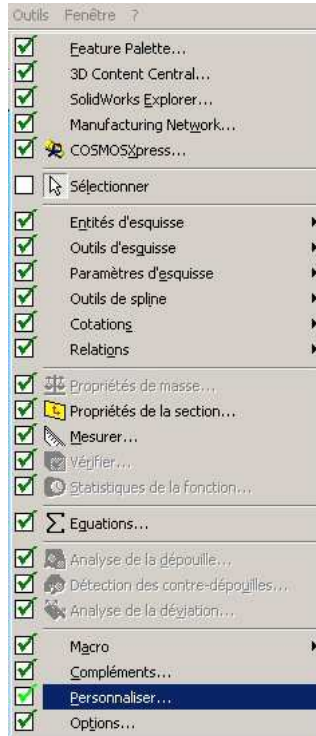 Outils Fenêtre ?
Feature Palette...
3D Content Central...
SolidWorks Explorer...
Manufacturing Network...
COSMOSXpress...
Sélectionner
Entités d'esquisse
Outils d'esquisse
Paramètres d'esquisse
Outils de spline
Cotations
Relations
Propriétés de masse...
Propriétés de la section...
Mesurer...
Vérifier...
Statistiques de la fonction...
Equations...
Analyse de la dépouille...
Détection des contre-dépouilles...
Analyse de la déviation...
Macro
Compléments...
Personnaliser...
Options...